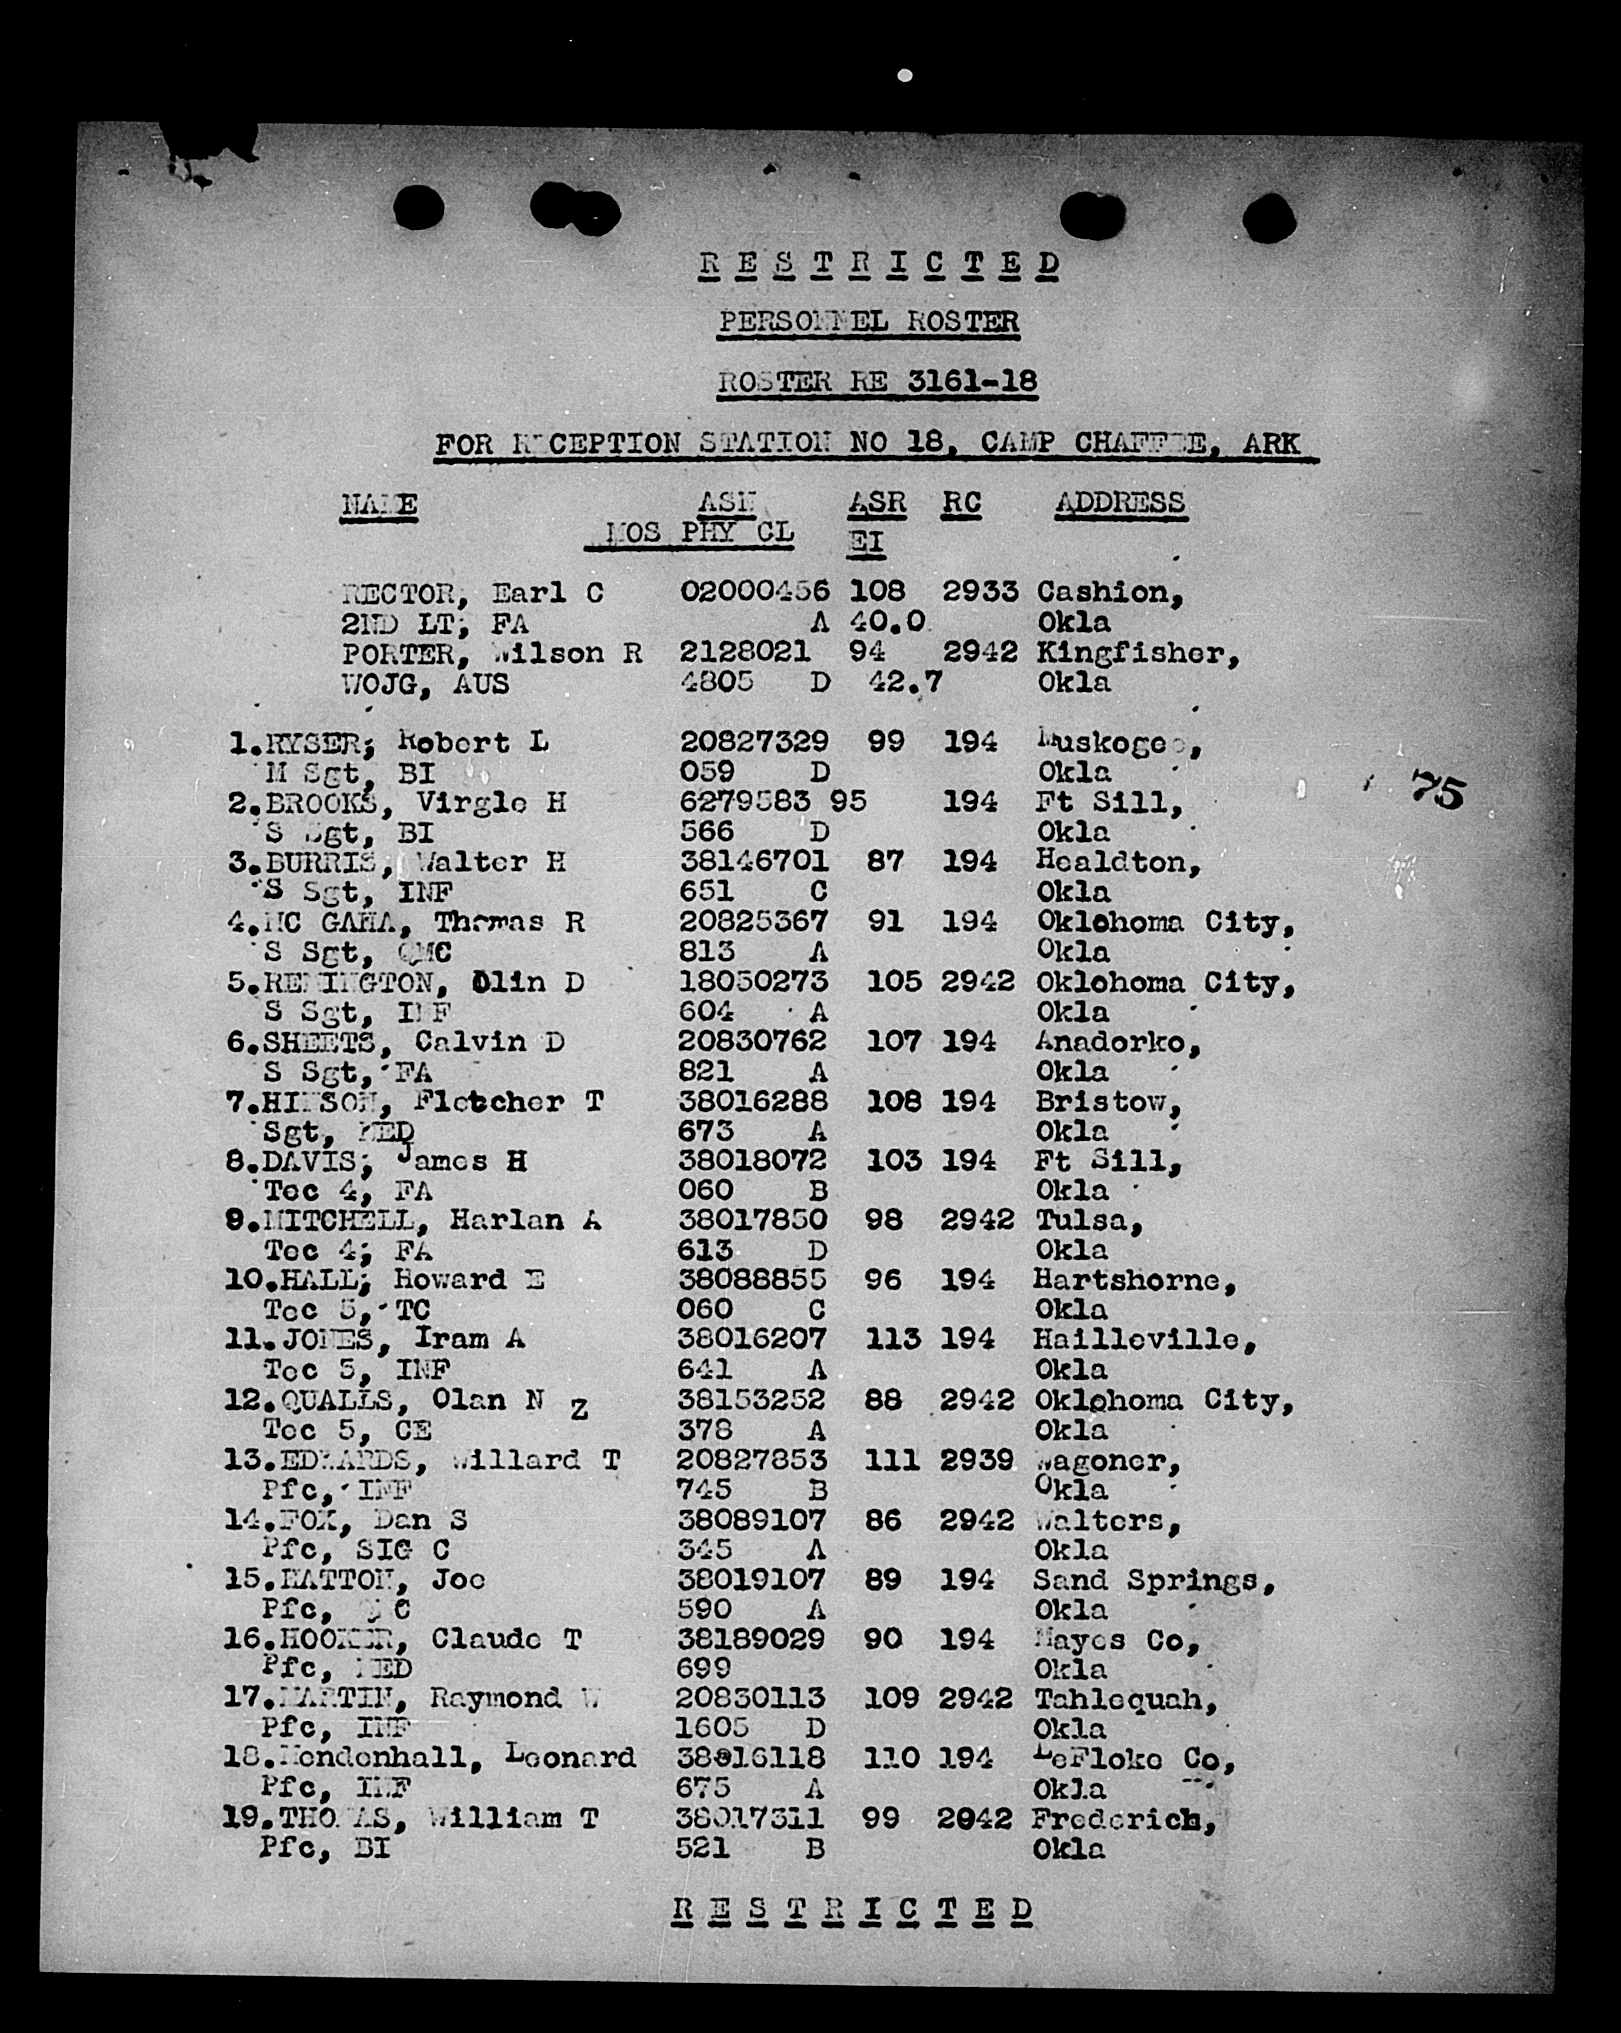 R E S T R I C T E D
PERSONNEL ROSTER
ROSTER RE 3161-18
FOR RECEPTION STATION NO 18, CAMP CHAFFEE, ARK
NAME ASN ASR RC ADDRESS
MOS PHY CL EI
RECTOR, Earl C 02000456 108 2933 Cashion,
2ND LT, FA A 40.0 Okla
PORTER, Wilson R 2128021 94 2942 Kingfisher,
WOJG, AUS 4805 D 42.7 Okla
1.RYSER, Robert L 20827329 99 194 Muskogee,
M Sgt, BI 059 D Okla
2.BROOKS, Virgle H 6279583 95 194 Ft Sill,
S Sgt, BI 566 D Okla
3.BURRIS, Walter H 38146701 87 194 Healdton,
S Sgt, INF 651 C Okla
4.MC GAHA, Thomas R 20825367 91 194 Oklohoma City,
S Sgt, QMC 813 A Okla
5.REMINGTON, Olin D 18050273 105 2942 Oklohoma City,
S Sgt, INF 604 A Okla
6.SHEETS, Calvin D 20830762 107 194 Anadorko,
S Sgt, FA 821 A Okla
7.HINSON, Fletcher T 38016288 108 194 Bristow,
Sgt, MED 673 A Okla
8.DAVIS, James H 38018072 103 194 Ft Sill,
Tec 4, FA 060 B Okla
9.MITCHELL, Harlan A 38017850 98 2942 Tulsa,
Tec 4, FA 613 D Okla
10.HALL, Howard E 38088855 96 194 Hartshorne,
Tec 5, TC 060 C Okla
11.JONES, Iram A 38016207 113 194 Hailleville,
Tec 5, INF 641 A Okla
12.QUALLS, Olan N Z 38153252 88 2942 Oklohoma City,
Tec 5, CE 378 A Okla
13.EDWARDS, Willard T 20827853 111 2939 Wagoner,
Pfc, INF 745 B Okla
14.FOX, Dan S 38089107 86 2942 Walters,
Pfc, SIG C 345 A Okla
15.HATTON, Joe 38019107 89 194 Sand Springs,
Pfc, QMC 590 A Okla
16.HOOKER, Claude T 38189029 90 194 Mayes Co,
Pfc, MED 699 Okla
17.MARTIN, Raymond W 20830113 109 2942 Tahlequah,
Pfc, INF 1605 D Okla
18.Mendenhall, Leonard 38016118 110 194 LeFloke Co,
Pfc, INF 675 A Okla
19.THOMAS, William T 38017311 99 2942 Frederich,
Pfc, BI 521 B Okla
R E S T R I C T E D
75